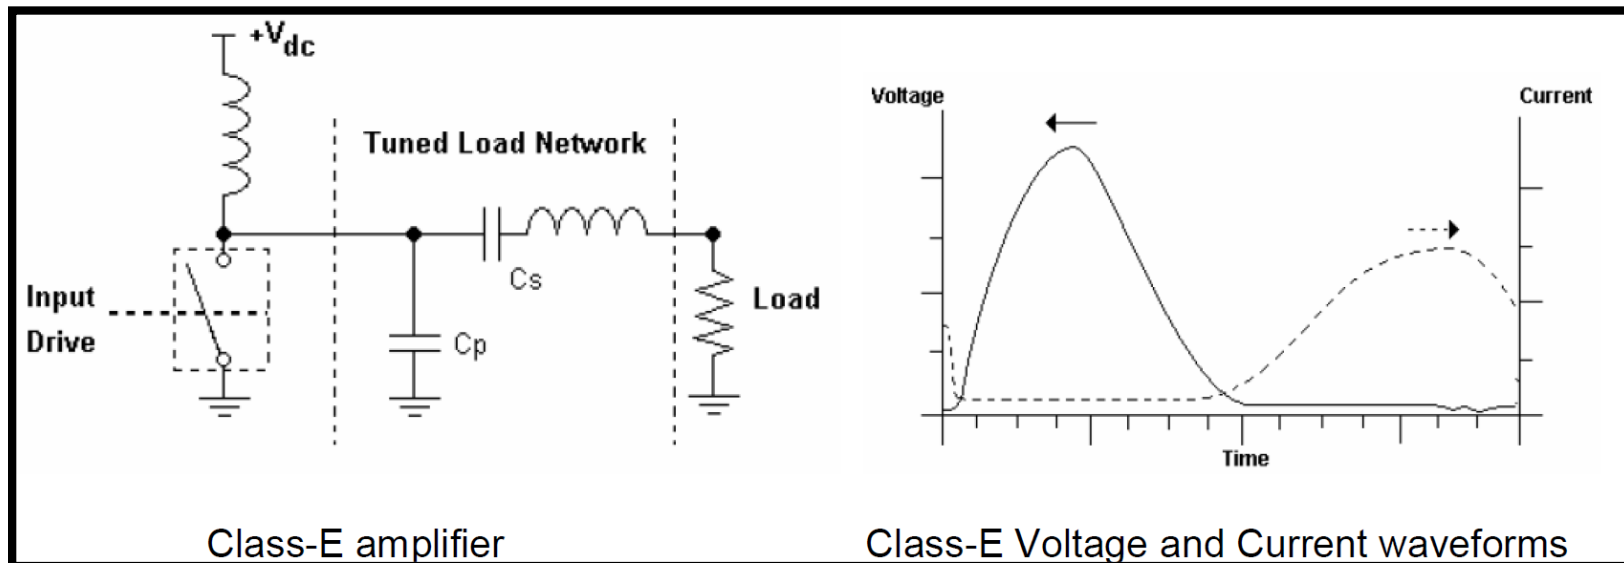 +Vdc
Tuned Load Network
Cs
Input
Drive
Cp
Load
Voltage
Current
Time
Class-E amplifier
Class-E Voltage and Current waveforms